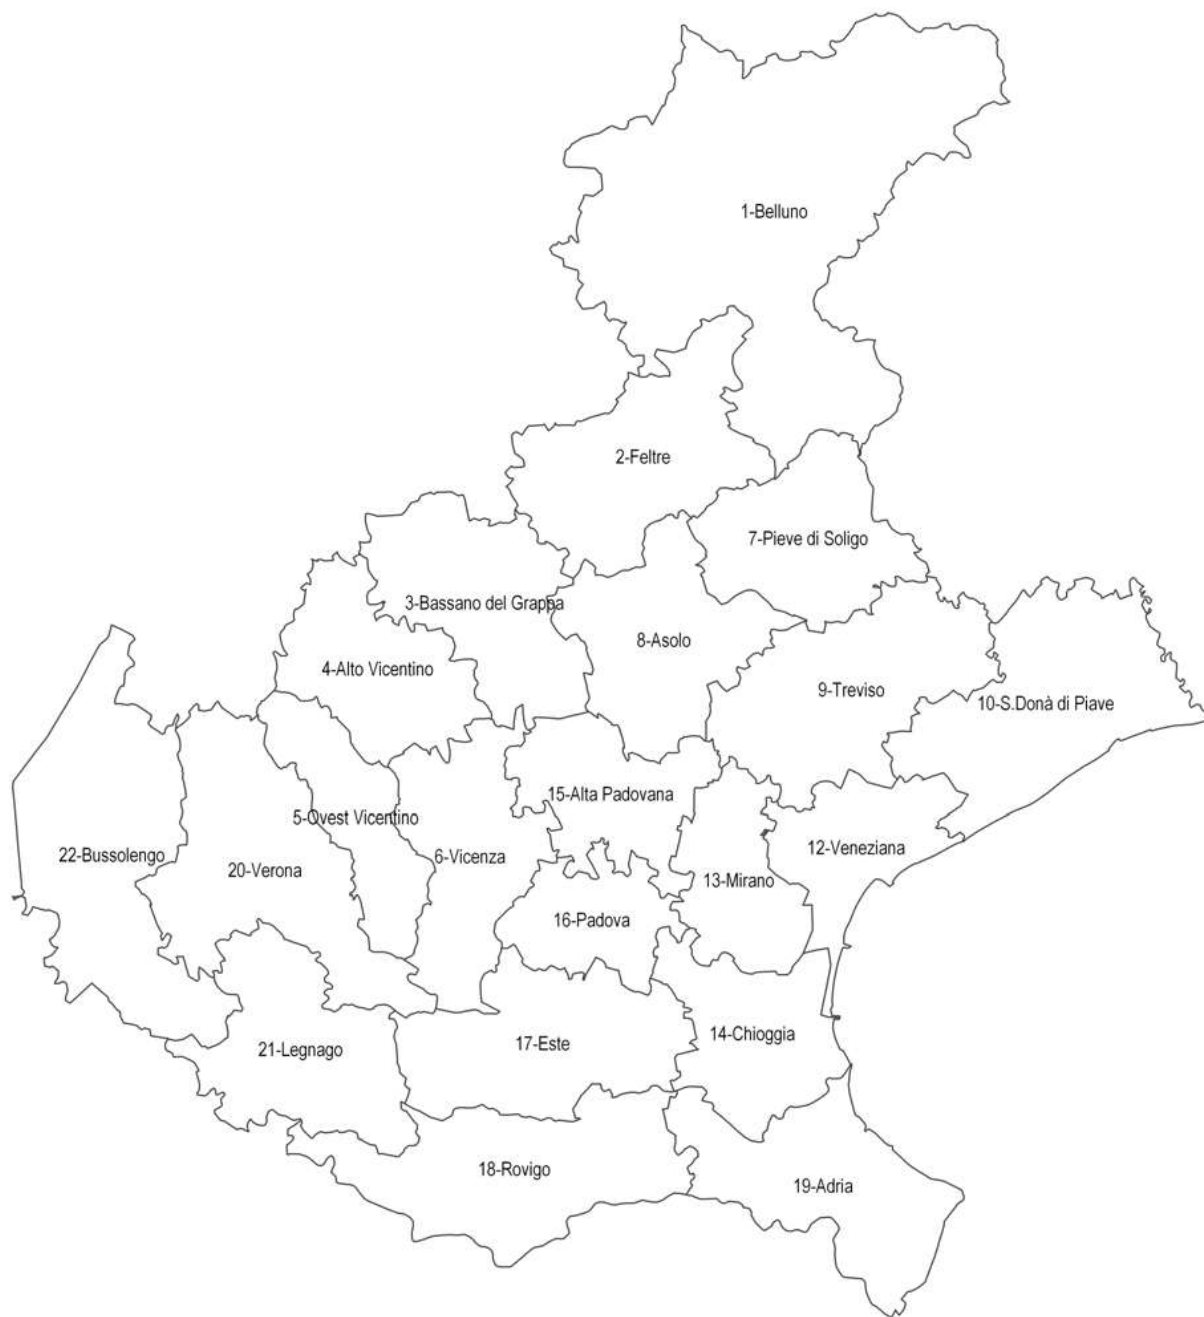 1-Belluno
2-Feltre
7-Pieve di Soligo
3-Bassano del Grappa
8-Asolo
4-Alto Vicentino
9-Treviso
10-S.Donà di Piave
15-Alta Padovana
5-Ovest Vicentino
12-Veneziana
22-Bussolengo
6-Vicenza
20-Verona
13-Mirano
16-Padova
14-Chioggia
17-Este
21-Legnago
18-Rovigo
19-Adria